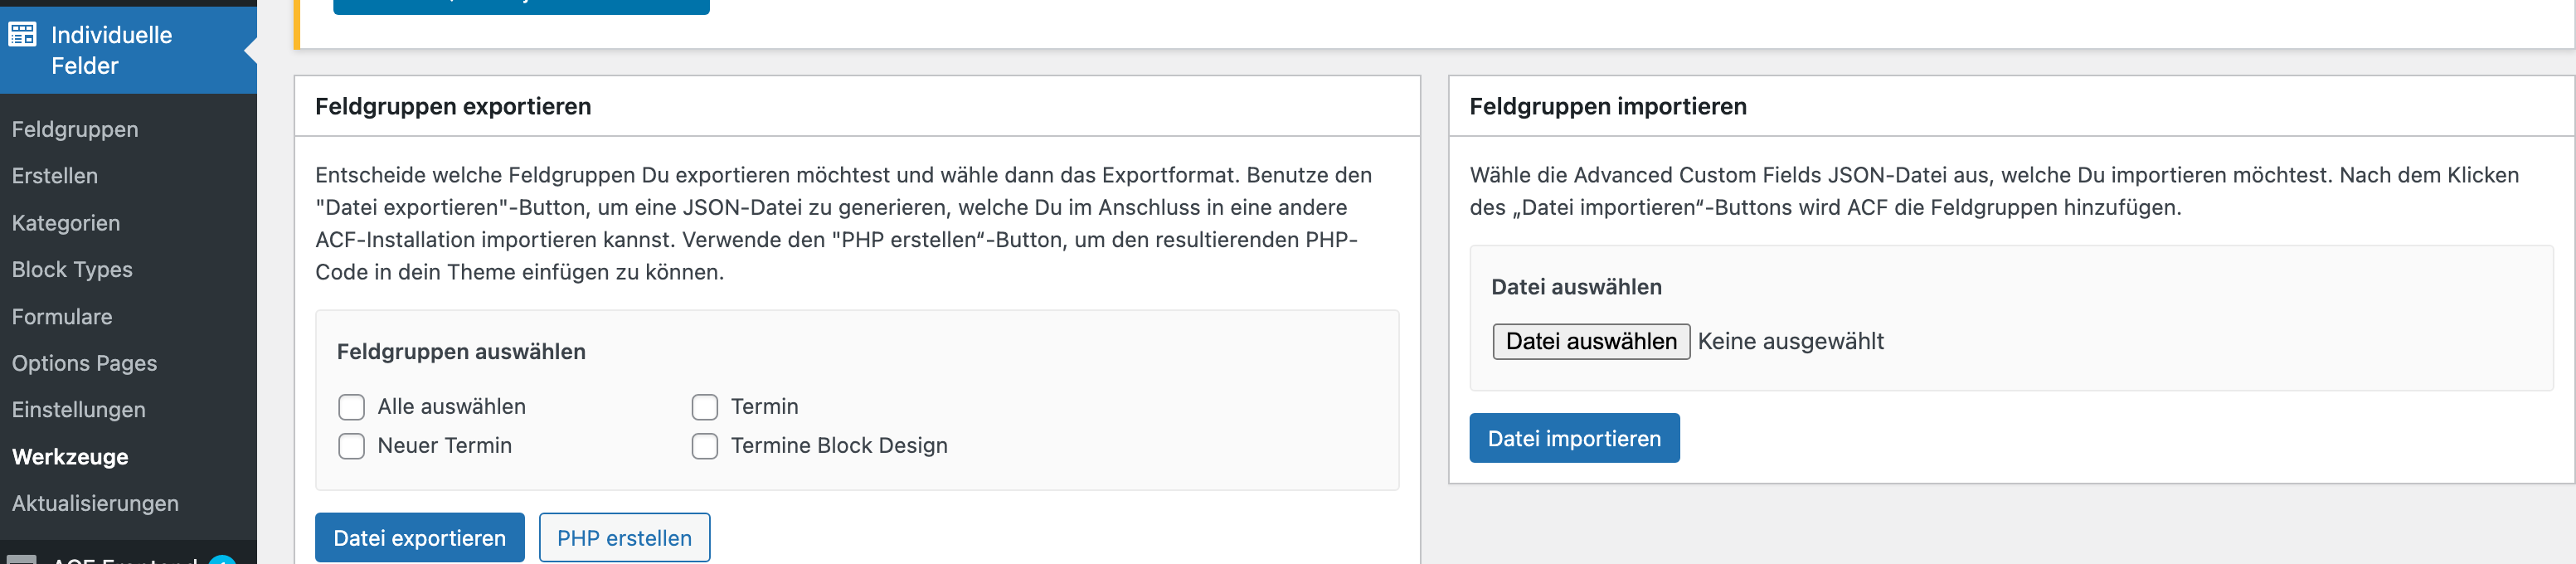 Individuelle
Felder
Feldgruppen
Erstellen
Kategorien
Block Types
Formulare
Options Pages
Einstellungen
Werkzeuge
Aktualisierungen
ACF Frontend
Feldgruppen exportieren
Entscheide welche Feldgruppen Du exportieren möchtest und wähle dann das Exportformat. Benutze den
"Datei exportieren"-Button, um eine JSON-Datei zu generieren, welche Du im Anschluss in eine andere
ACF-Installation importieren kannst. Verwende den "PHP erstellen“-Button, um den resultierenden PHP-
Code in dein Theme einfügen zu können.
Feldgruppen auswählen
Alle auswählen
Termin
Neuer Termin
Termine Block Design
Datei exportieren
PHP erstellen
Feldgruppen importieren
Wähle die Advanced Custom Fields JSON-Datei aus, welche Du importieren möchtest. Nach dem Klicken
des „Datei importieren“-Buttons wird ACF die Feldgruppen hinzufügen.
Datei auswählen
Datei auswählen Keine ausgewählt
Datei importieren